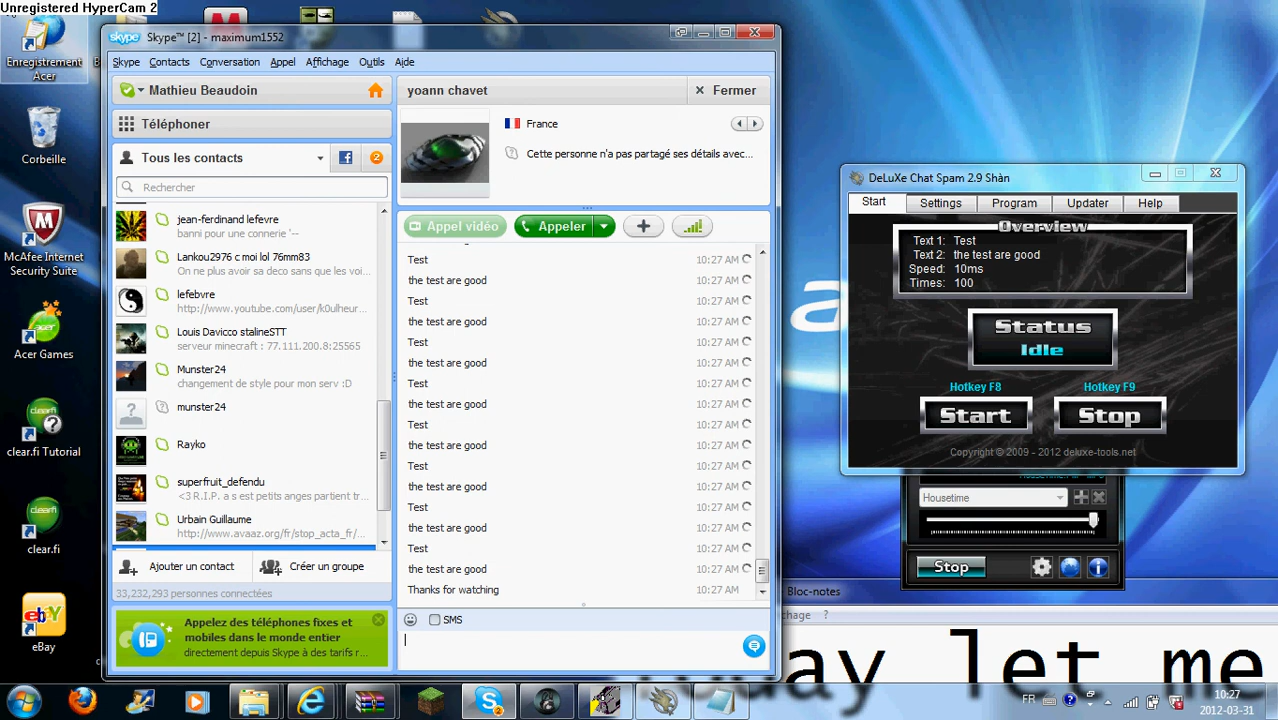 Unregistered HyperCam 2
Enregistrement
Acer
Corbeille
McAfee Internet
Security Suite
Acer Games
clear.fi
clear.fi Tutorial
clear.fi
ebY
eBay
skype Skype™ [2] - maximum1552
Skype Contacts Conversation Appel Affichage Outils Aide
Mathieu Beaudoin
Téléphoner
Tous les contacts
2
Rechercher
jean-ferdinand lefevre
banni pour une connerie '--
Lankou2976 c moi lol 76mm83
On ne plus avoir sa deco sans que les voi...
lefebvre
http://www.youtube.com/user/k0ulheur...
Louis Davicco stalineSTT
serveur minecraft : 77.111.200.8:25565
Munster24
changement de style pour mon serv :D
munster24
Rayko
superfruit_defendu
<3 R.I.P. a s est petits anges partient tr...
Urbain Guillaume
http://www.avaaz.org/fr/stop_acta_fr/...
Ajouter un contact
Créer un groupe
33,232,293 personnes connectées
Appelez des téléphones fixes et
mobiles dans le monde entier
directement depuis Skype à des tarifs r...
yoann chavet
Fermer
France
Cette personne n'a pas partagé ses détails avec...
Appel vidéo
Appeler
Test 10:27 AM
the test are good 10:27 AM
Test 10:27 AM
the test are good 10:27 AM
Test 10:27 AM
the test are good 10:27 AM
Test 10:27 AM
the test are good 10:27 AM
Test 10:27 AM
the test are good 10:27 AM
Test 10:27 AM
the test are good 10:27 AM
Test 10:27 AM
the test are good 10:27 AM
Test 10:27 AM
the test are good 10:27 AM
Thanks for watching 10:27 AM
SMS
DeLuXe Chat Spam 2.9 Shàn
Start Settings Program Updater Help
Overview
Text 1: Test
Text 2: the test are good
Speed: 10ms
Times: 100
Status
Idle
Hotkey F8
Hotkey F9
Start
Stop
Copyright © 2009 - 2012 deluxe-tools.net
Housetime
Stop
Bloc-notes
chage ?
day let me
FR
10:27
2012-03-31